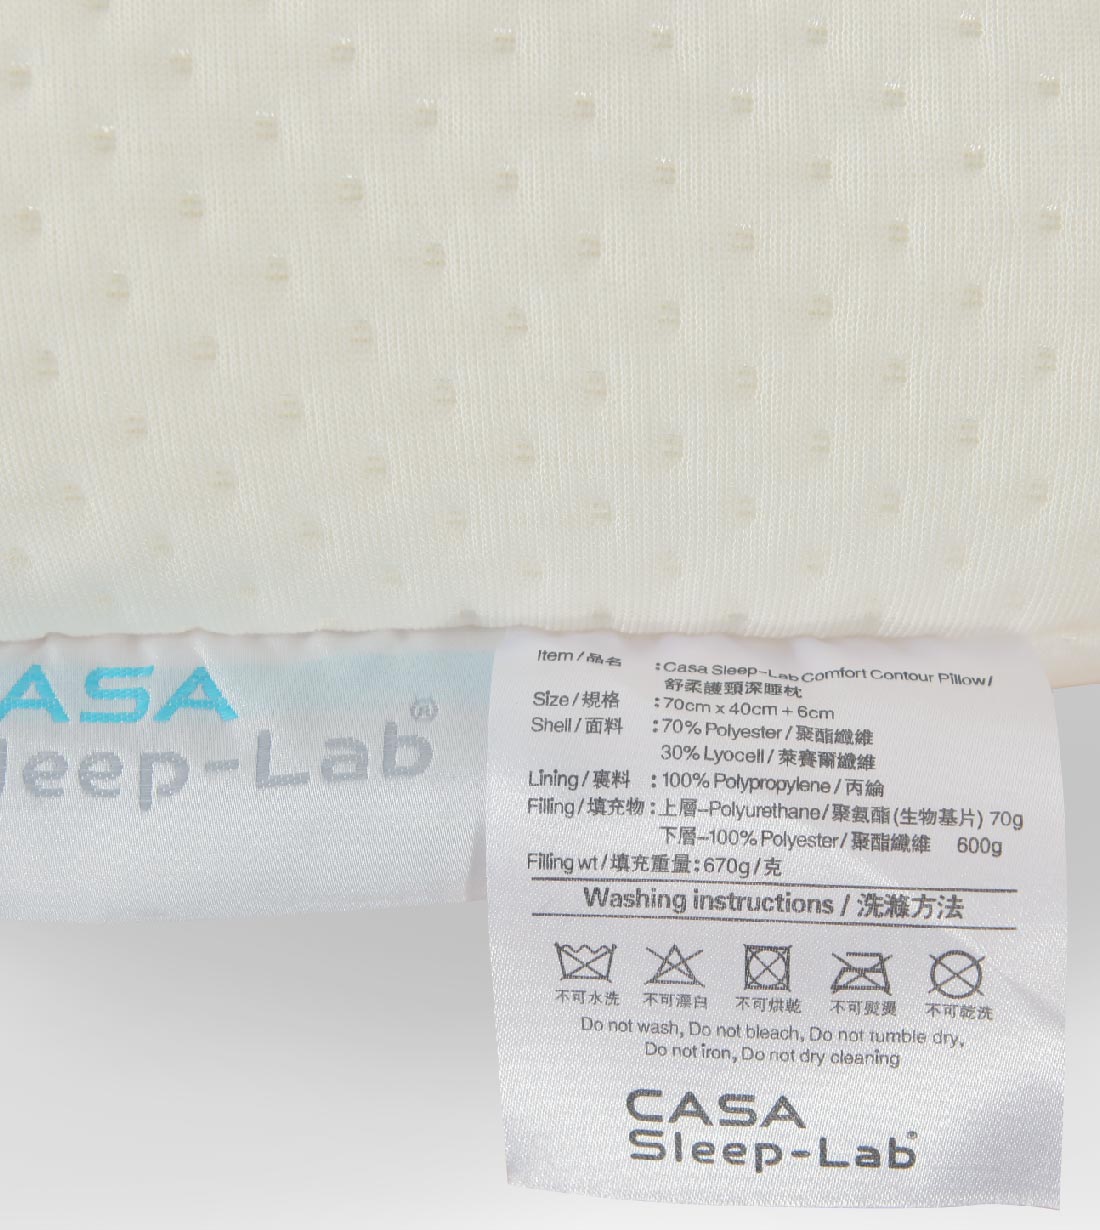 ASA
leep-Lab®
Item / 品名 : Casa Sleep-Lab Comfort Contour Pillow /
舒柔護頸深睡枕
Size / 規格 : 70cm x 40cm + 6cm
Shell / 面料 : 70% Polyester / 聚酯纖維
30% Lyocell / 萊賽爾纖維
Lining / 裏料 : 100% Polypropylene / 丙綸
Filling / 填充物 : 上層-Polyurethane / 聚氨酯 (生物基片) 70g
下層-100% Polyester / 聚酯纖維 600g
Filling wt / 填充重量 : 670g / 克
Washing instructions / 洗滌方法
不可水洗 不可漂白 不可烘乾 不可熨燙 不可乾洗
Do not wash, Do not bleach, Do not tumble dry,
Do not iron, Do not dry cleaning
CASA
Sleep-Lab®